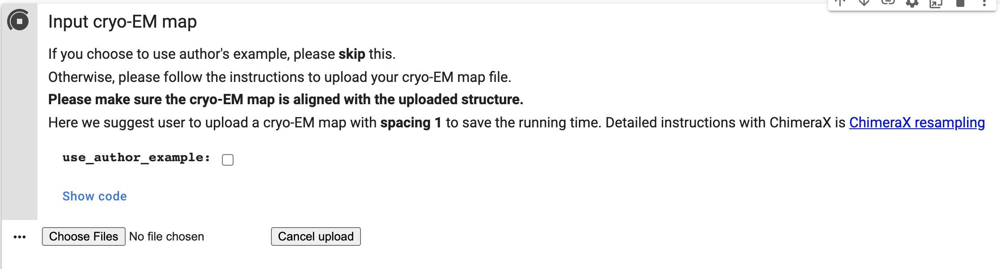 Input cryo-EM map
If you choose to use author's example, please skip this.
Otherwise, please follow the instructions to upload your cryo-EM map file.
Please make sure the cryo-EM map is aligned with the uploaded structure.
Here we suggest user to upload a cryo-EM map with spacing 1 to save the running time. Detailed instructions with ChimeraX is ChimeraX resampling
use_author_example:
Show code
Choose Files No file chosen Cancel upload